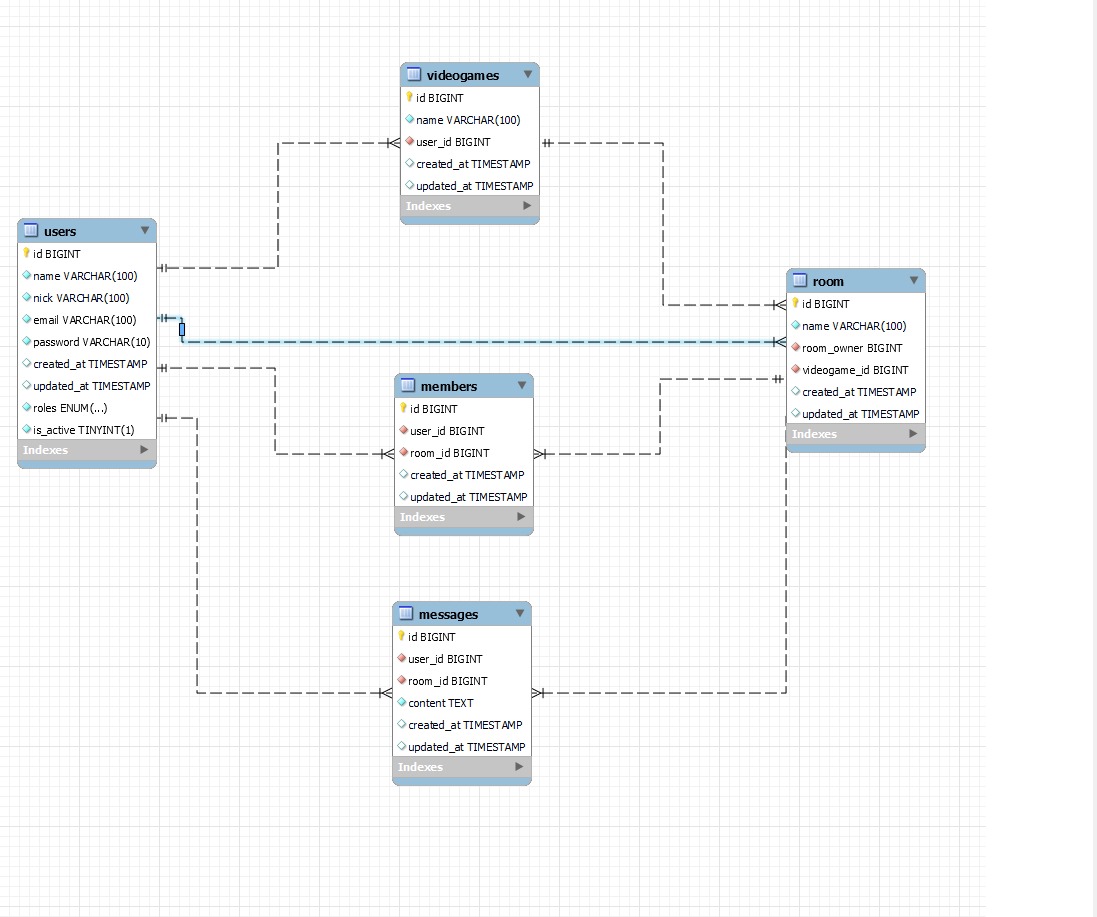 videogames
id BIGINT
name VARCHAR(100)
user_id BIGINT
created_at TIMESTAMP
updated_at TIMESTAMP
Indexes
users
id BIGINT
name VARCHAR(100)
nick VARCHAR(100)
email VARCHAR(100)
password VARCHAR(10)
created_at TIMESTAMP
updated_at TIMESTAMP
roles ENUM(...)
is_active TINYINT(1)
Indexes
room
id BIGINT
name VARCHAR(100)
room_owner BIGINT
videogame_id BIGINT
created_at TIMESTAMP
updated_at TIMESTAMP
Indexes
members
id BIGINT
user_id BIGINT
room_id BIGINT
created_at TIMESTAMP
updated_at TIMESTAMP
Indexes
messages
id BIGINT
user_id BIGINT
room_id BIGINT
content TEXT
created_at TIMESTAMP
updated_at TIMESTAMP
Indexes